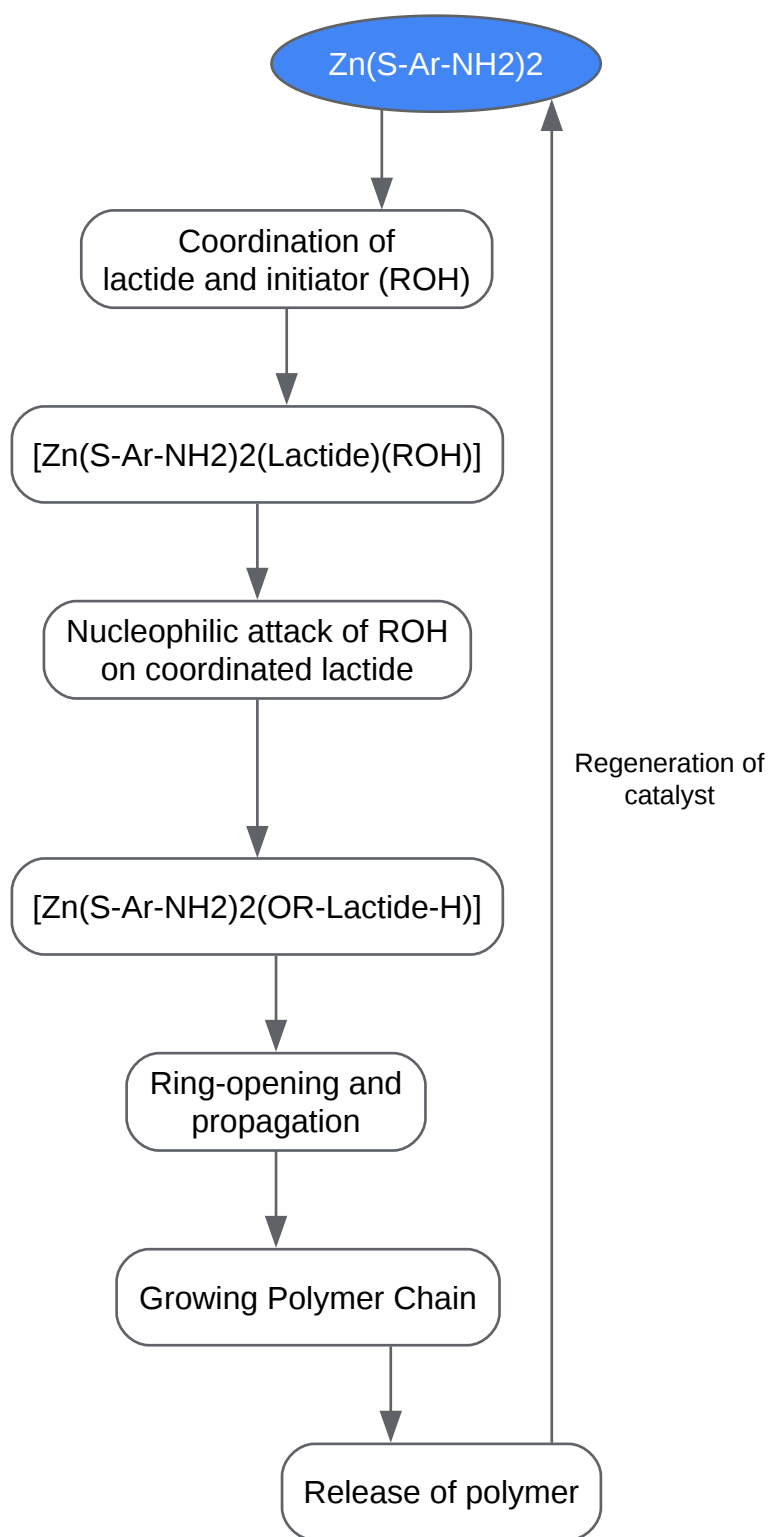 Zn(S-Ar-NH2)2
Coordination of
lactide and initiator (ROH)
[Zn(S-Ar-NH2)2(Lactide)(ROH)]
Nucleophilic attack of ROH
on coordinated lactide
Regeneration of
catalyst
[Zn(S-Ar-NH2)2(OR-Lactide-H)]
Ring-opening and
propagation
Growing Polymer Chain
Release of polymer